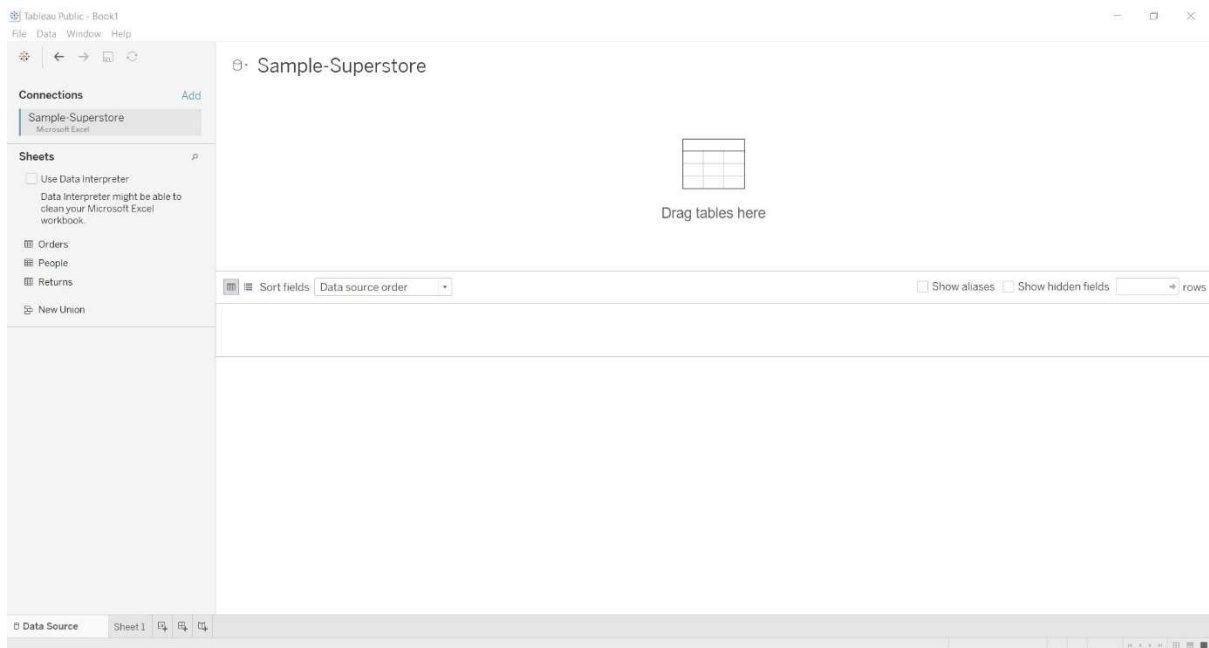 Tableau Public - Book1
File Data Window Help
Sample-Superstore
Connections Add
Sample-Superstore
Microsoft Excel
Sheets
Use Data Interpreter
Data Interpreter might be able to
clean your Microsoft Excel
workbook.
Orders
People
Returns
New Union
Drag tables here
Sort fields Data source order
Show aliases Show hidden fields rows
Data Source Sheet 1